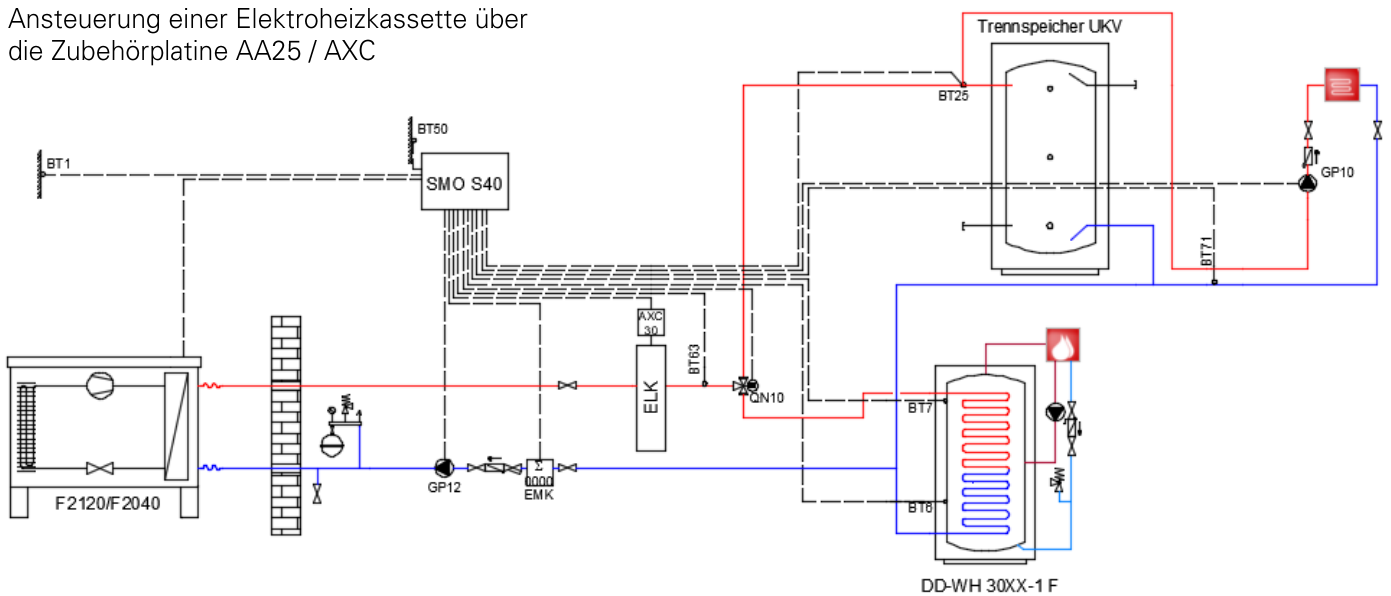 Ansteuerung einer Elektroheizkassette über
die Zubehörplatine AA25 / AXC
Trennspeicher UKV
BT25
BT50
BT1
SMO S40
GP10
BT71
AXC
30
BT63
ELK
QN10
BT7
BT6
GP12
Σ
0000
EMK
F2120/F2040
DD-WH 30XX-1 F